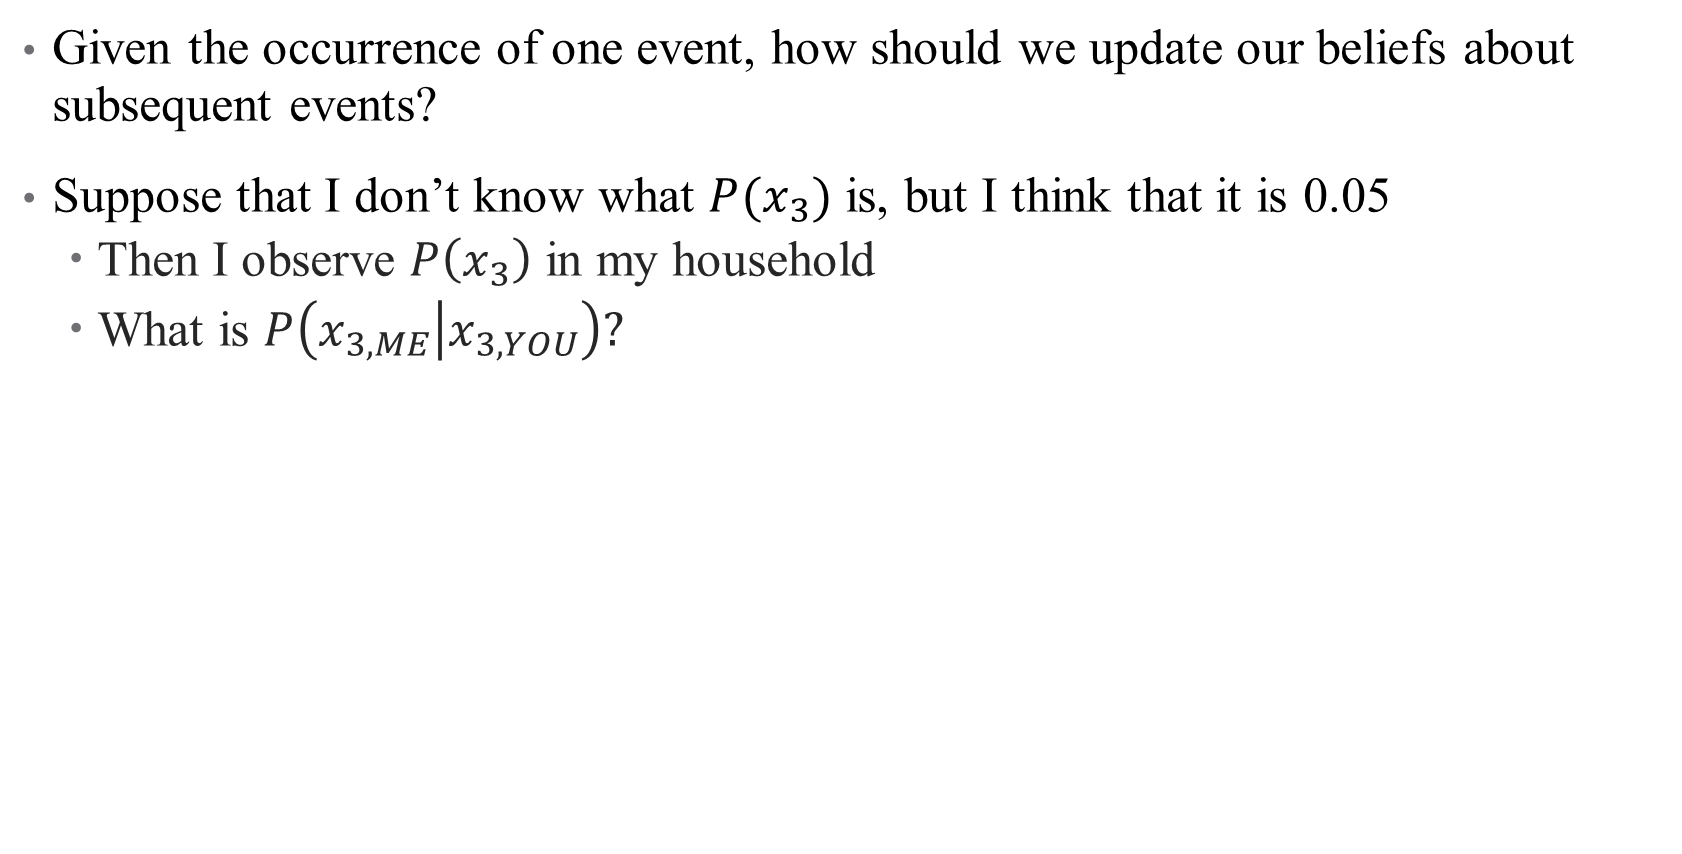 • Given the occurrence of one event, how should we update our beliefs about
subsequent events?
• Suppose that I don’t know what P(x₃) is, but I think that it is 0.05
• Then I observe P(x₃) in my household
• What is P(x₃,ME|x₃,YOU)?